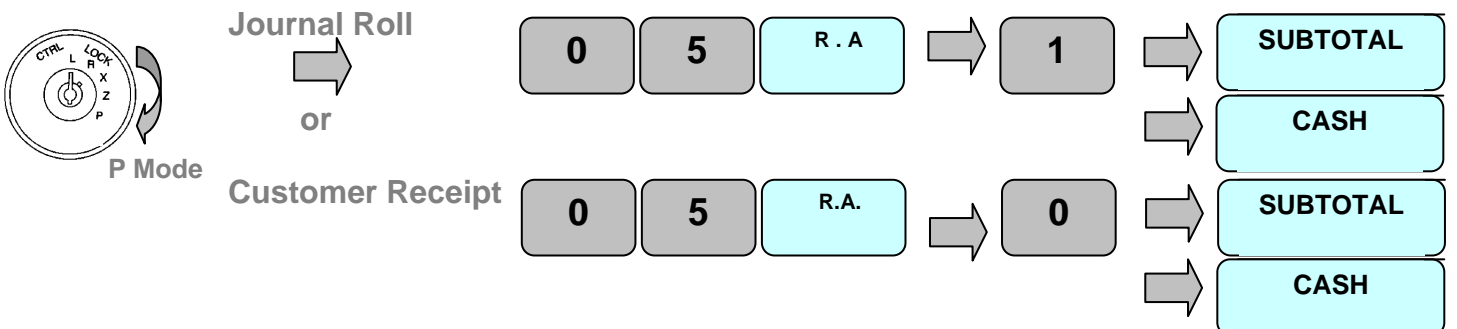 Journal Roll
0 5 R . A 1 SUBTOTAL
CTRL L LOCK
R
X
Z
P
or
CASH
P Mode
Customer Receipt
0 5 R.A. 0 SUBTOTAL
CASH